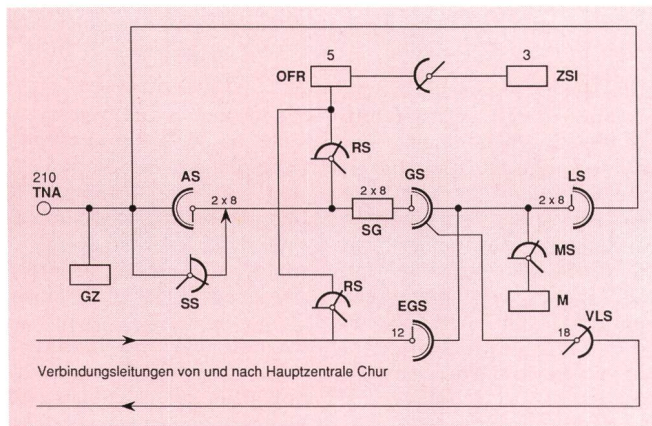 5
3
OFR
ZSI
RS
210
TNA
AS
GS
LS
2 x 8
2 x 8
2 x 8
SG
MS
GZ
SS
RS
EGS
M
VLS
12
18
Verbindungsleitungen von und nach Hauptzentrale Chur